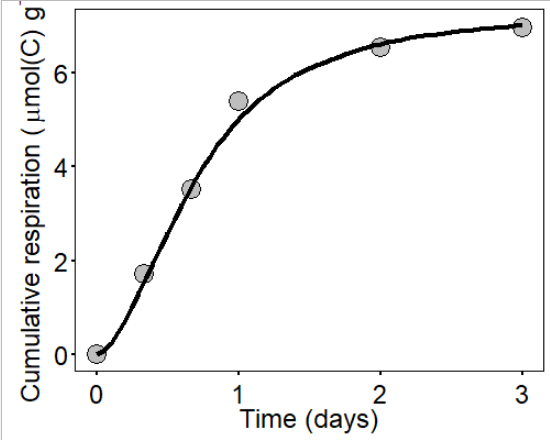 Cumulative respiration ( μmol(C) g
6
4
2
0
0 1 2 3
Time (days)